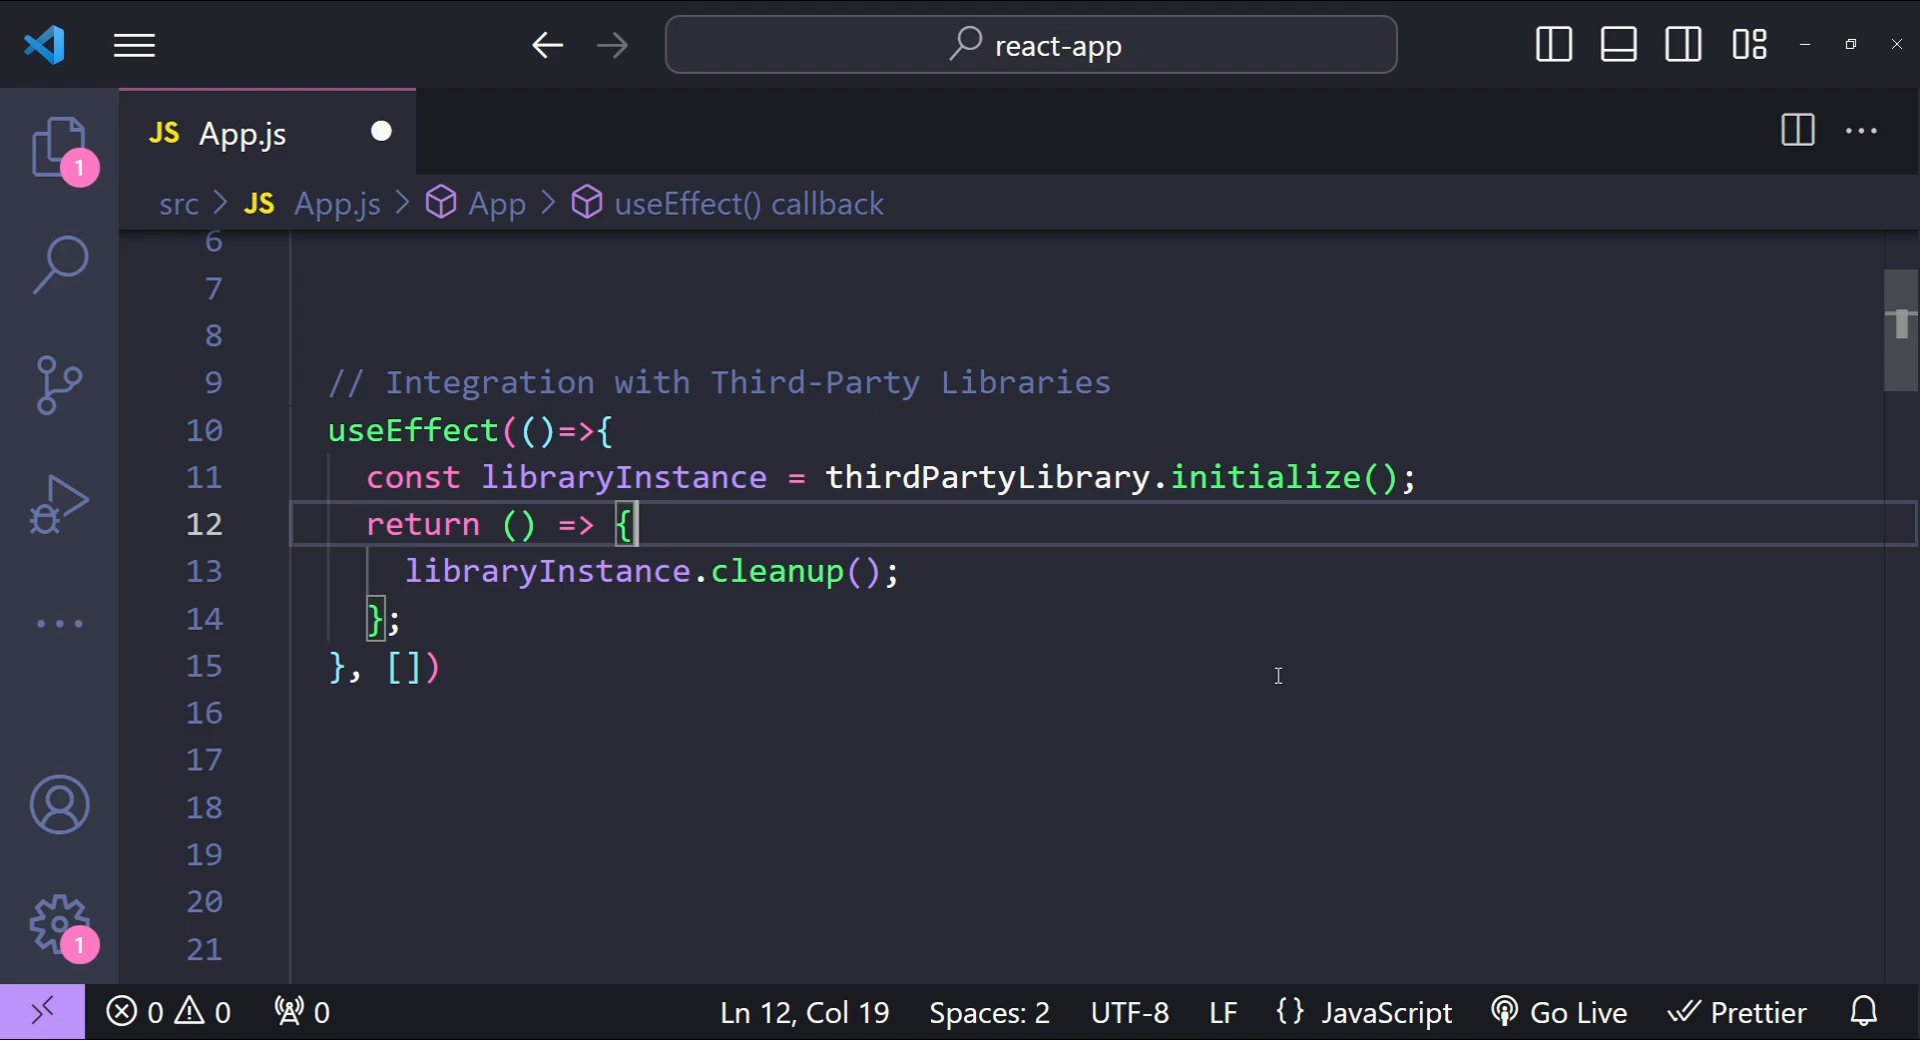 react-app
JS App.js
1
src > JS App.js > App > useEffect() callback
6
7
8
9 // Integration with Third-Party Libraries
10 useEffect(()=>{
11 const libraryInstance = thirdPartyLibrary.initialize();
12 return () => {
13 libraryInstance.cleanup();
14 };
15 }, [])
16
17
18
19
20
21
1
0 0 0 Ln 12, Col 19 Spaces: 2 UTF-8 LF {} JavaScript Go Live Prettier